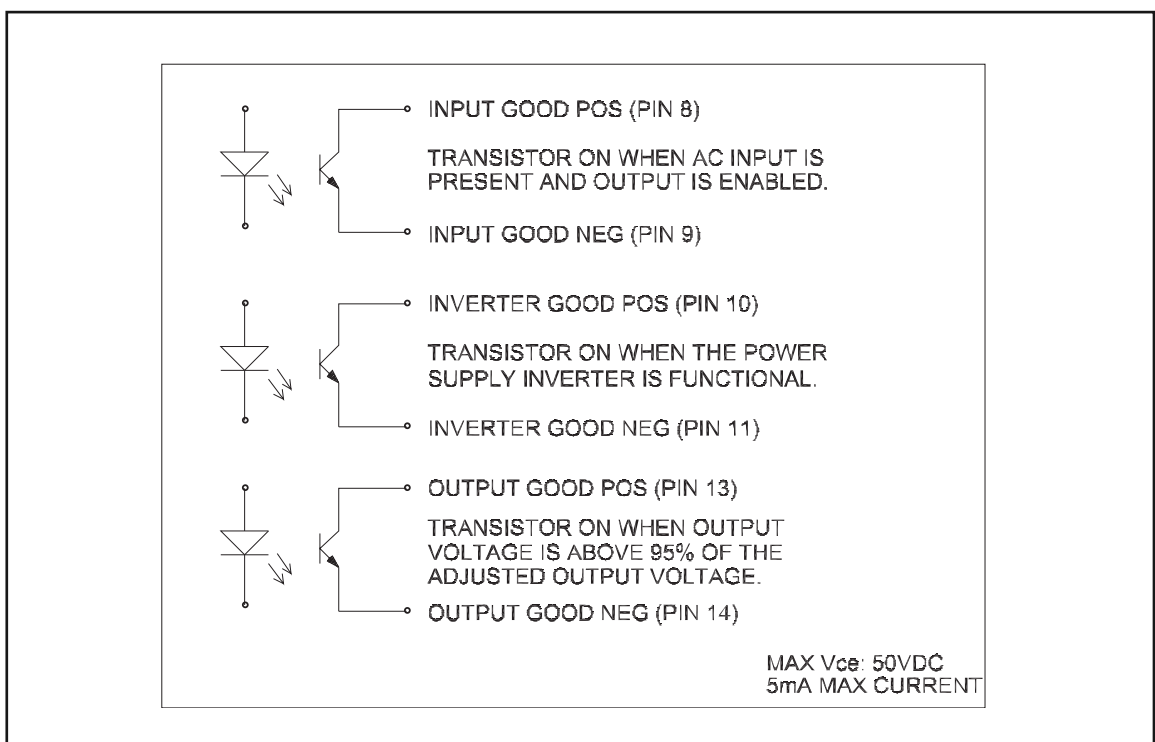 INPUT GOOD POS (PIN 8)
TRANSISTOR ON WHEN AC INPUT IS
PRESENT AND OUTPUT IS ENABLED.
INPUT GOOD NEG (PIN 9)
INVERTER GOOD POS (PIN 10)
TRANSISTOR ON WHEN THE POWER
SUPPLY INVERTER IS FUNCTIONAL.
INVERTER GOOD NEG (PIN 11)
OUTPUT GOOD POS (PIN 13)
TRANSISTOR ON WHEN OUTPUT
VOLTAGE IS ABOVE 95% OF THE
ADJUSTED OUTPUT VOLTAGE.
OUTPUT GOOD NEG (PIN 14)
MAX Vce: 50VDC
5mA MAX CURRENT